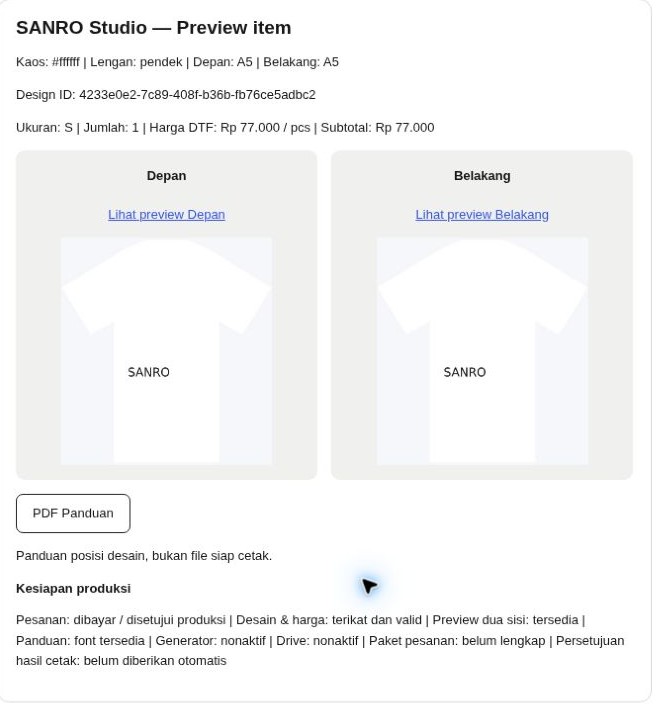 SANRO Studio — Preview item
Kaos: #ffffff | Lengan: pendek | Depan: A5 | Belakang: A5
Design ID: 4233e0e2-7c89-408f-b36b-fb76ce5adbc2
Ukuran: S | Jumlah: 1 | Harga DTF: Rp 77.000 / pcs | Subtotal: Rp 77.000
Depan
Lihat preview Depan
SANRO
Belakang
Lihat preview Belakang
SANRO
PDF Panduan
Panduan posisi desain, bukan file siap cetak.
Kesiapan produksi
Pesanan: dibayar / disetujui produksi | Desain & harga: terikat dan valid | Preview dua sisi: tersedia |
Panduan: font tersedia | Generator: nonaktif | Drive: nonaktif | Paket pesanan: belum lengkap | Persetujuan
hasil cetak: belum diberikan otomatis